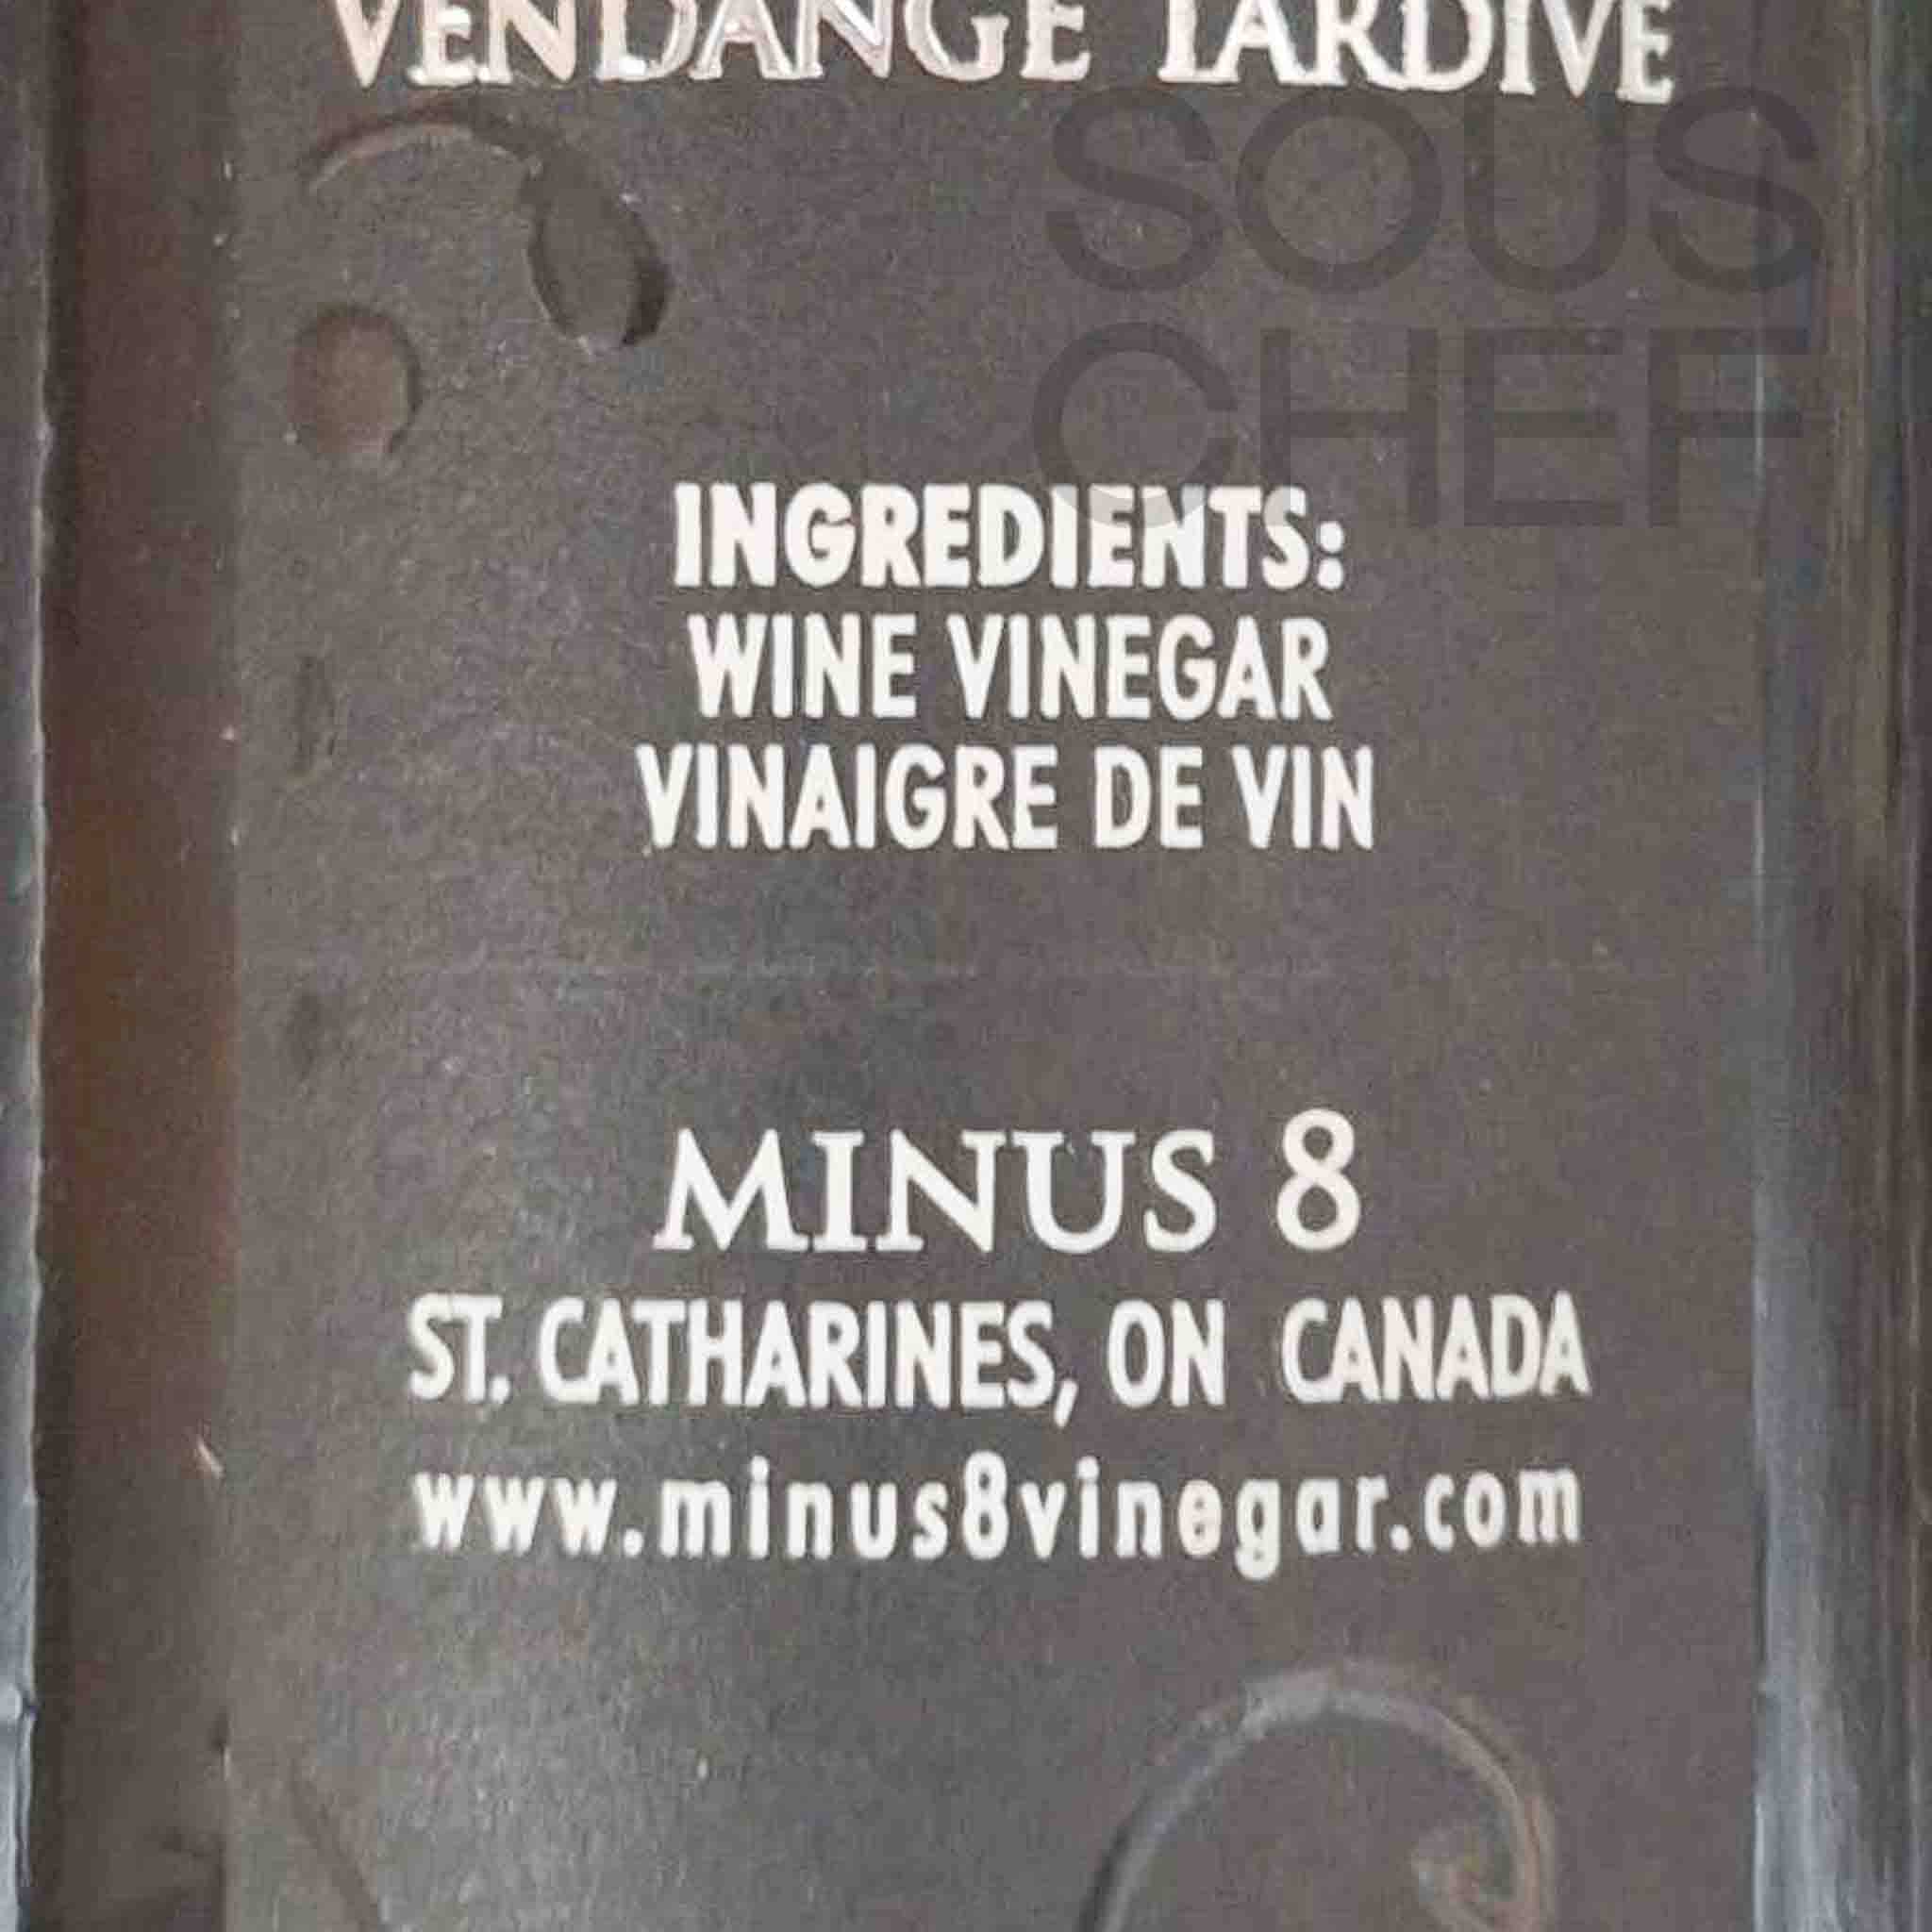 VENDANGE TARDIVE
SOUS
CHEF
INGREDIENTS:
WINE VINEGAR
VINAIGRE DE VIN
MINUS 8
ST. CATHARINES, ON CANADA
www.minus8vinegar.com